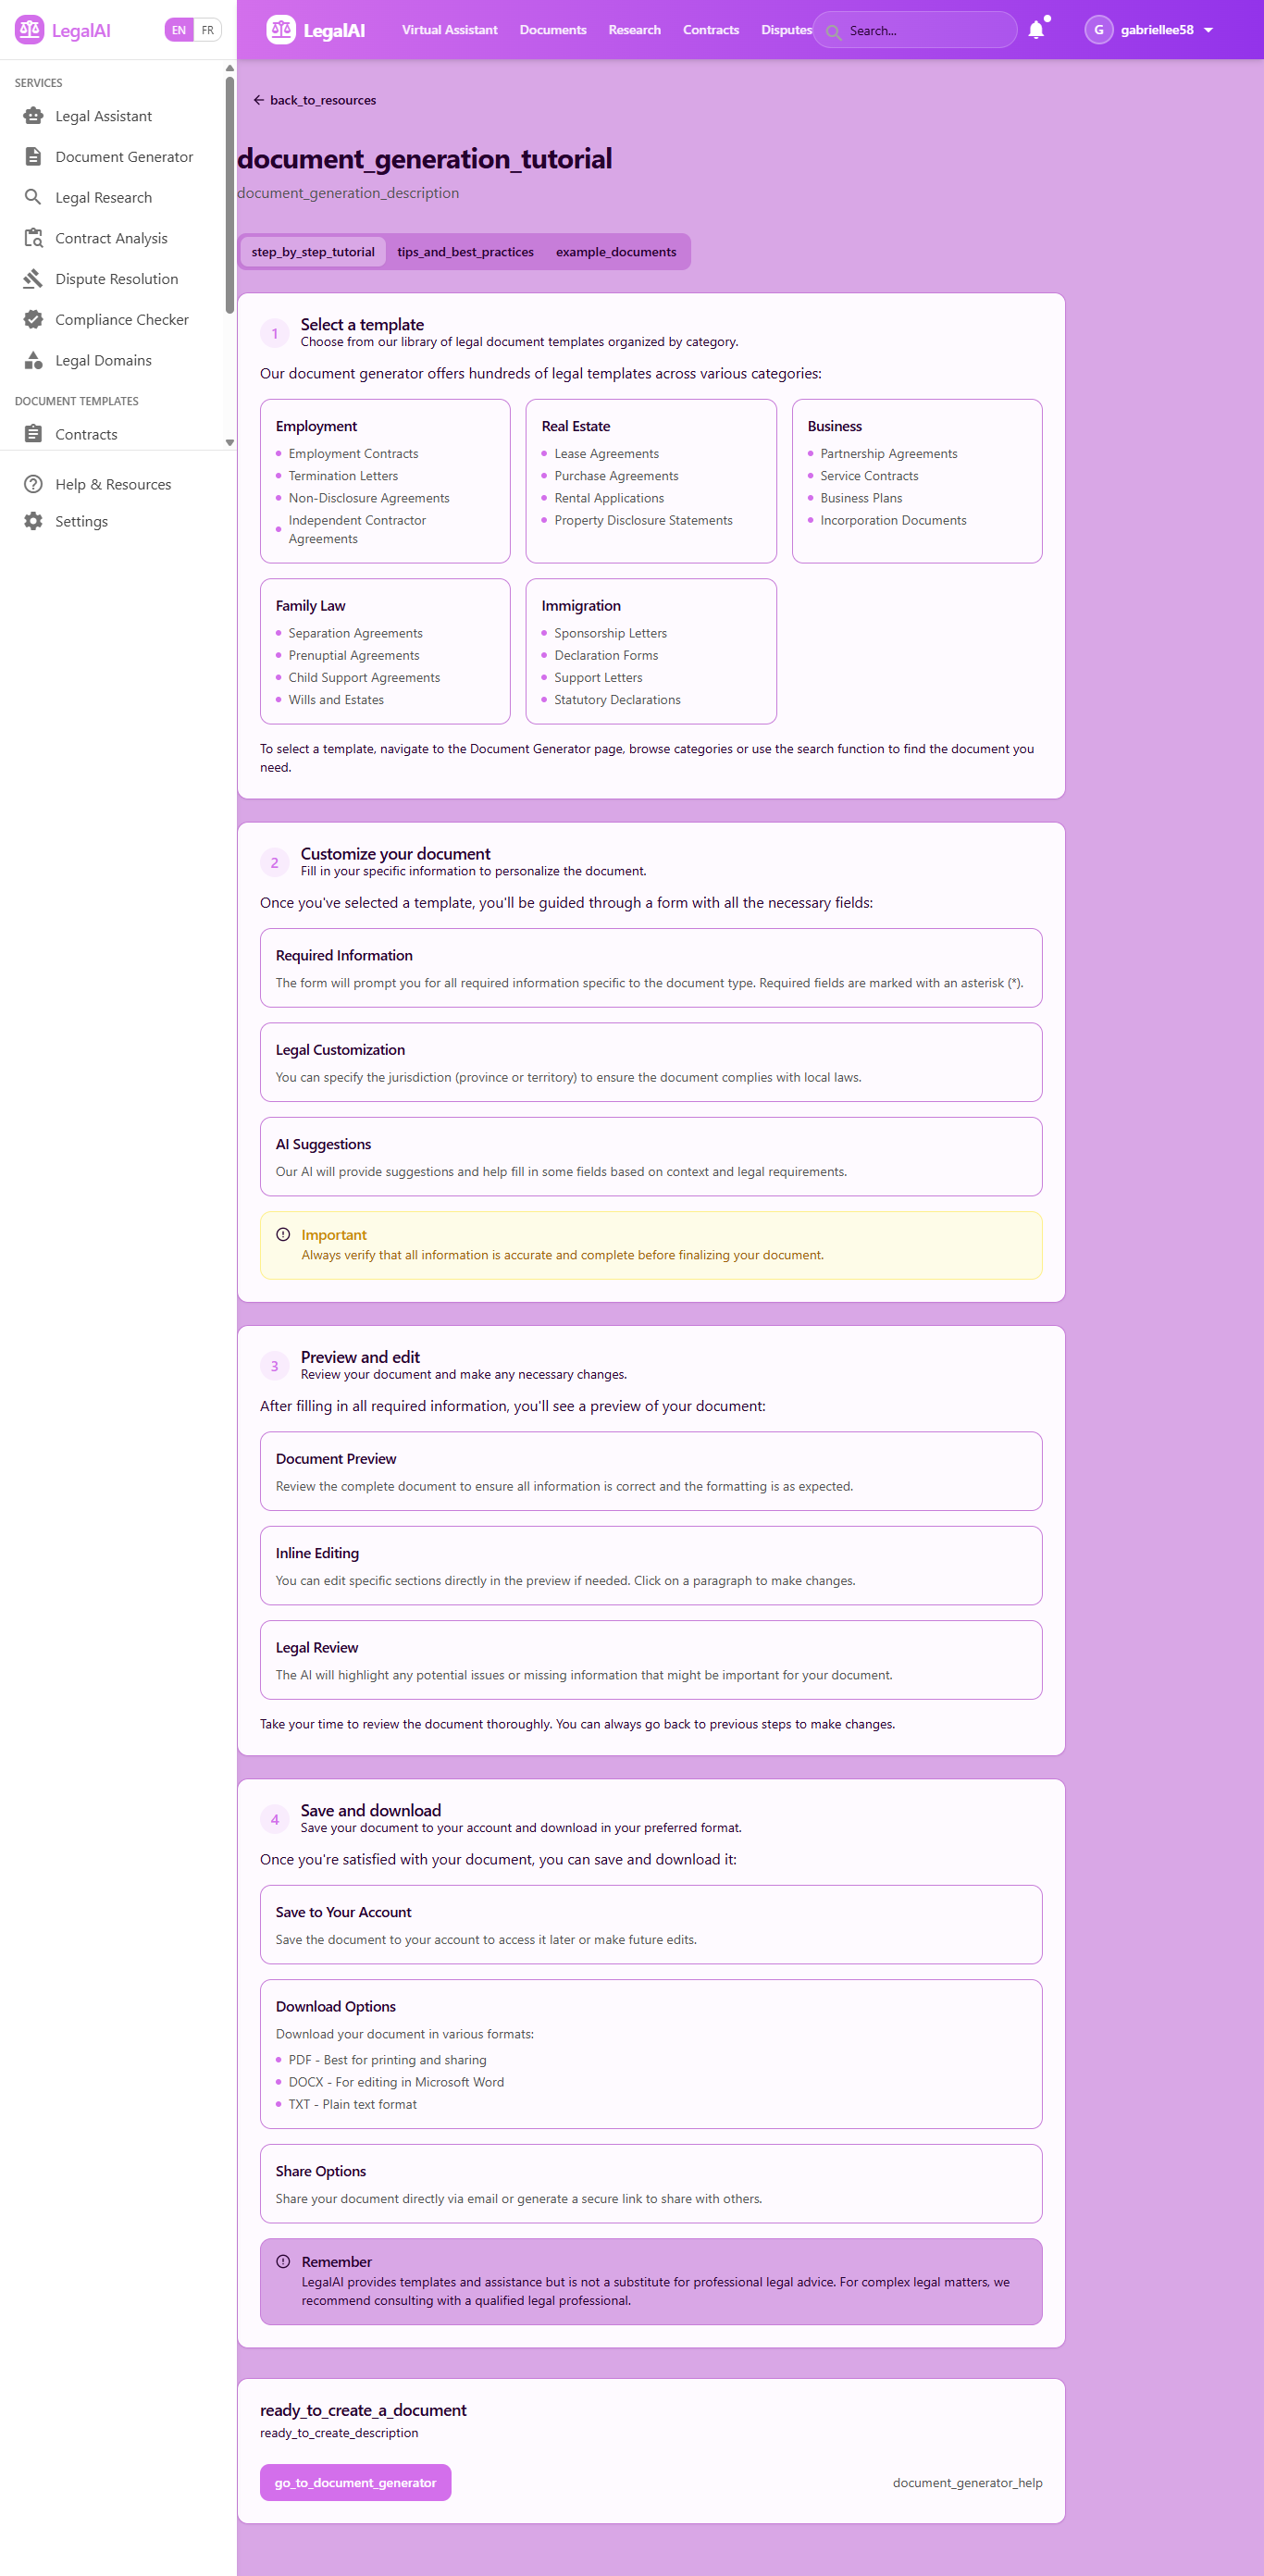 LegalAI
EN FR
SERVICES
Legal Assistant
Document Generator
Legal Research
Contract Analysis
Dispute Resolution
Compliance Checker
Legal Domains
DOCUMENT TEMPLATES
Contracts
Help & Resources
Settings
LegalAI
Virtual Assistant
Documents
Research
Contracts
Disputes
Search...
G
gabriellee58
back_to_resources
document_generation_tutorial
document_generation_description
step_by_step_tutorial
tips_and_best_practices
example_documents
1
Select a template
Choose from our library of legal document templates organized by category.
Our document generator offers hundreds of legal templates across various categories:
Employment
Employment Contracts
Termination Letters
Non-Disclosure Agreements
Independent Contractor
Agreements
Real Estate
Lease Agreements
Purchase Agreements
Rental Applications
Property Disclosure Statements
Business
Partnership Agreements
Service Contracts
Business Plans
Incorporation Documents
Family Law
Separation Agreements
Prenuptial Agreements
Child Support Agreements
Wills and Estates
Immigration
Sponsorship Letters
Declaration Forms
Support Letters
Statutory Declarations
To select a template, navigate to the Document Generator page, browse categories or use the search function to find the document you
need.
2
Customize your document
Fill in your specific information to personalize the document.
Once you've selected a template, you'll be guided through a form with all the necessary fields:
Required Information
The form will prompt you for all required information specific to the document type. Required fields are marked with an asterisk (*).
Legal Customization
You can specify the jurisdiction (province or territory) to ensure the document complies with local laws.
AI Suggestions
Our AI will provide suggestions and help fill in some fields based on context and legal requirements.
Important
Always verify that all information is accurate and complete before finalizing your document.
3
Preview and edit
Review your document and make any necessary changes.
After filling in all required information, you'll see a preview of your document:
Document Preview
Review the complete document to ensure all information is correct and the formatting is as expected.
Inline Editing
You can edit specific sections directly in the preview if needed. Click on a paragraph to make changes.
Legal Review
The AI will highlight any potential issues or missing information that might be important for your document.
Take your time to review the document thoroughly. You can always go back to previous steps to make changes.
4
Save and download
Save your document to your account and download in your preferred format.
Once you're satisfied with your document, you can save and download it:
Save to Your Account
Save the document to your account to access it later or make future edits.
Download Options
Download your document in various formats:
PDF - Best for printing and sharing
DOCX - For editing in Microsoft Word
TXT - Plain text format
Share Options
Share your document directly via email or generate a secure link to share with others.
Remember
LegalAI provides templates and assistance but is not a substitute for professional legal advice. For complex legal matters, we
recommend consulting with a qualified legal professional.
ready_to_create_a_document
ready_to_create_description
go_to_document_generator
document_generator_help